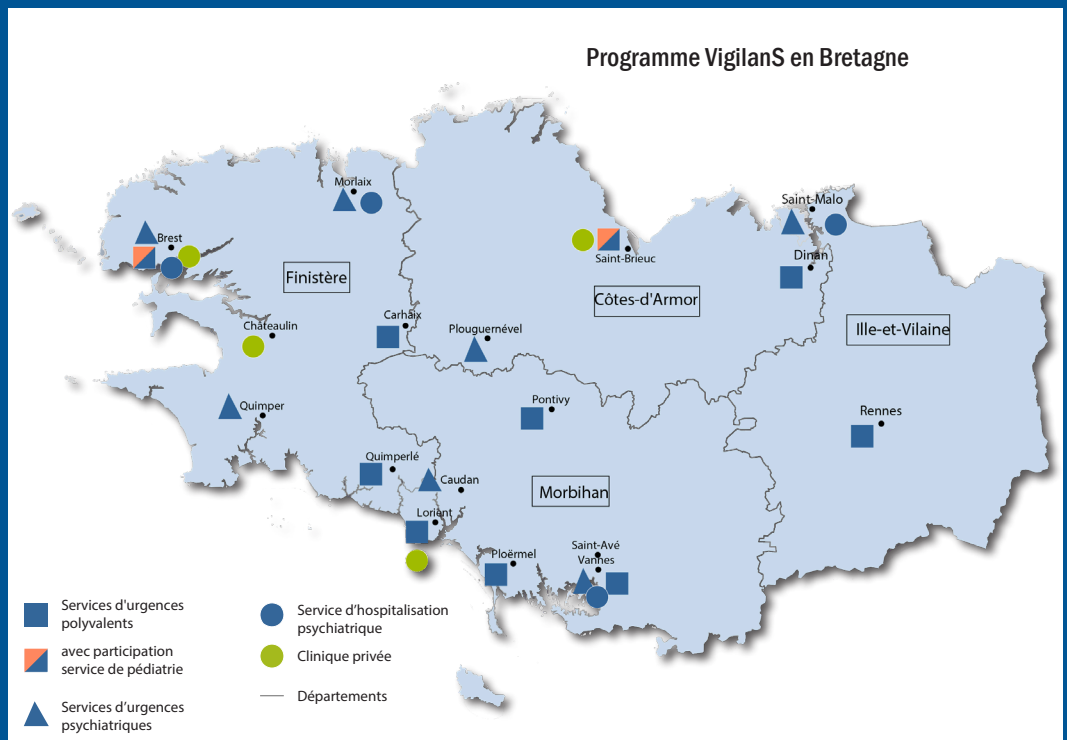 Programme VigilanS en Bretagne
Morlaix
Saint-Malo
Brest
Saint-Brieuc
Dinan
Finistère
Côtes-d'Armor
Châteaulin
Carhaix
Plouguernével
Ille-et-Vilaine
Quimper
Pontivy
Rennes
Quimperlé
Caudan
Morbihan
Lorient
Ploërmel
Saint-Avé
Vannes
Services d'urgences
polyvalents
avec participation
service de pédiatrie
Services d'urgences
psychiatriques
Service d'hospitalisation
psychiatrique
Clinique privée
Départements